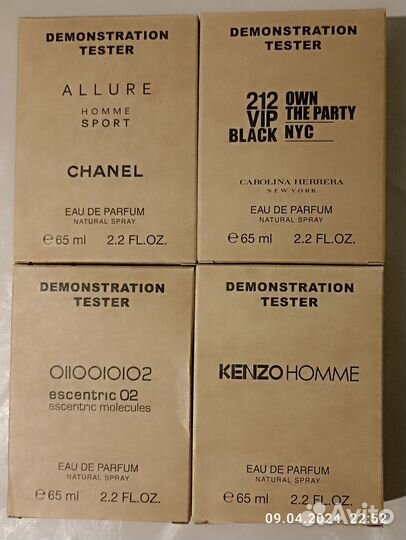 DEMONSTRATION
TESTER
ALLURE
HOMME
SPORT
CHANEL
EAU DE PARFUM
NATURAL SPRAY
e 65 ml 2.2 FL.OZ.
DEMONSTRATION
TESTER
212 OWN
VIP THE PARTY
BLACK NYC
CAROLINA HERRERA
NEW YORK
EAU DE PARFUM
NATURAL SPRAY
e 65 ml 2.2 FL.OZ.
DEMONSTRATION
TESTER
0110010102
escentric 02
escentric molecules
EAU DE PARFUM
NATURAL SPRAY
e 65 ml 2.2 FL.OZ.
DEMONSTRATION
TESTER
KENZOHOMME
EAU DE PARFUM
NATURAL SPRAY
e 65 ml 2.2 FL.OZ.
09.04.2024 22:52
Avito